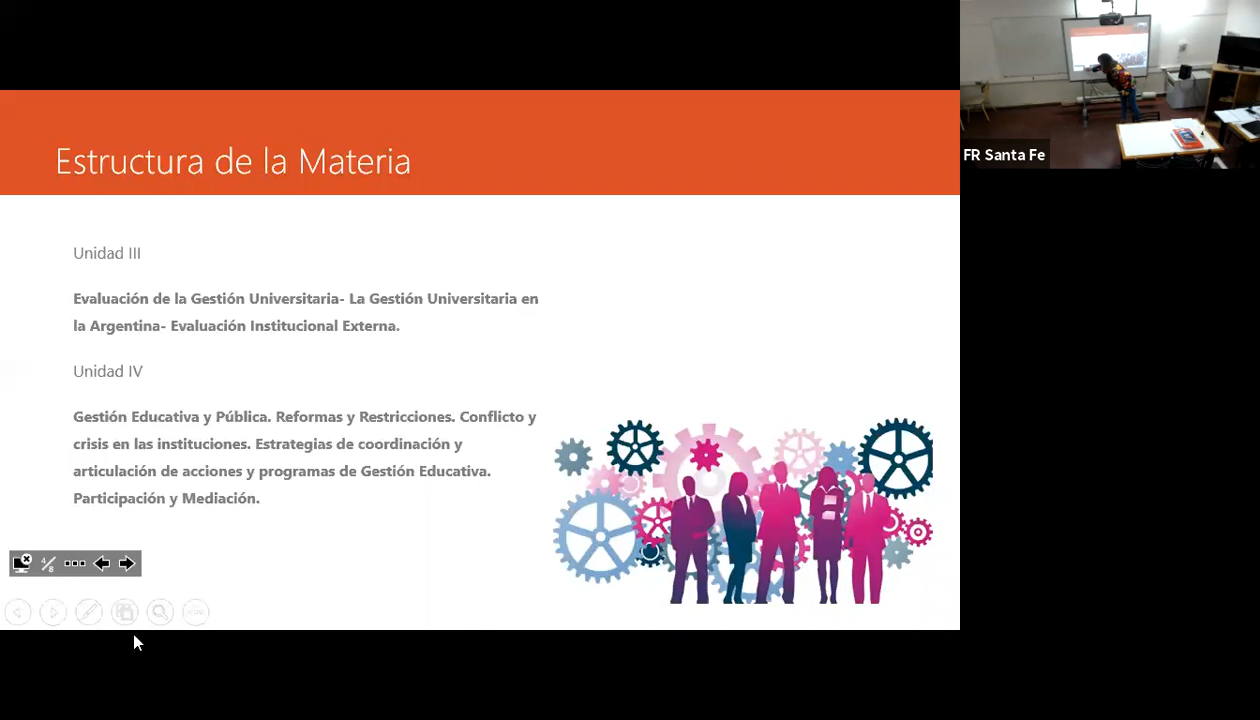 Estructura de la Materia
FR Santa Fe
Unidad III
Evaluación de la Gestión Universitaria- La Gestión Universitaria en
la Argentina- Evaluación Institucional Externa.
Unidad IV
Gestión Educativa y Pública. Reformas y Restricciones. Conflicto y
crisis en las instituciones. Estrategias de coordinación y
articulación de acciones y programas de Gestión Educativa.
Participación y Mediación.
4/8